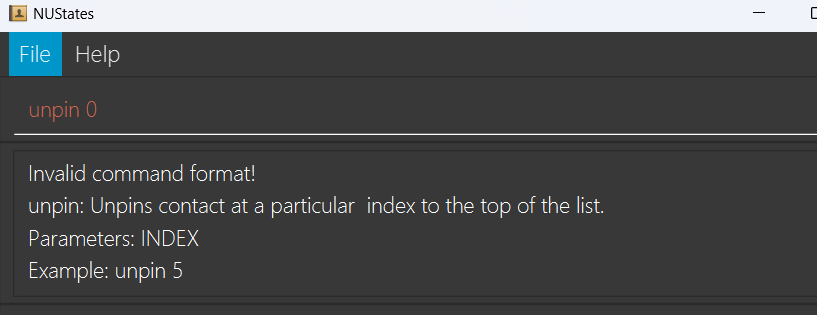 NUStates
File Help
unpin 0
Invalid command format!
unpin: Unpins contact at a particular  index to the top of the list.
Parameters: INDEX
Example: unpin 5